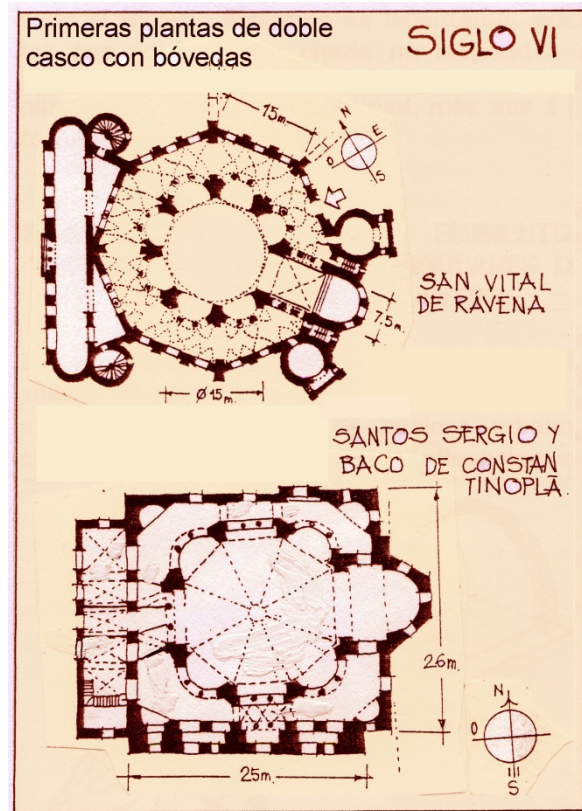 Primeras plantas de doble
casco con bóvedas
SIGLO VI
15m.
N
E
O
S
SAN VITAL
DE RÁVENA
7,5m.
Ø 15m.
SANTOS SERGIO Y
BACO DE CONSTAN
TINOPLA.
26m.
N
O
S
25m.